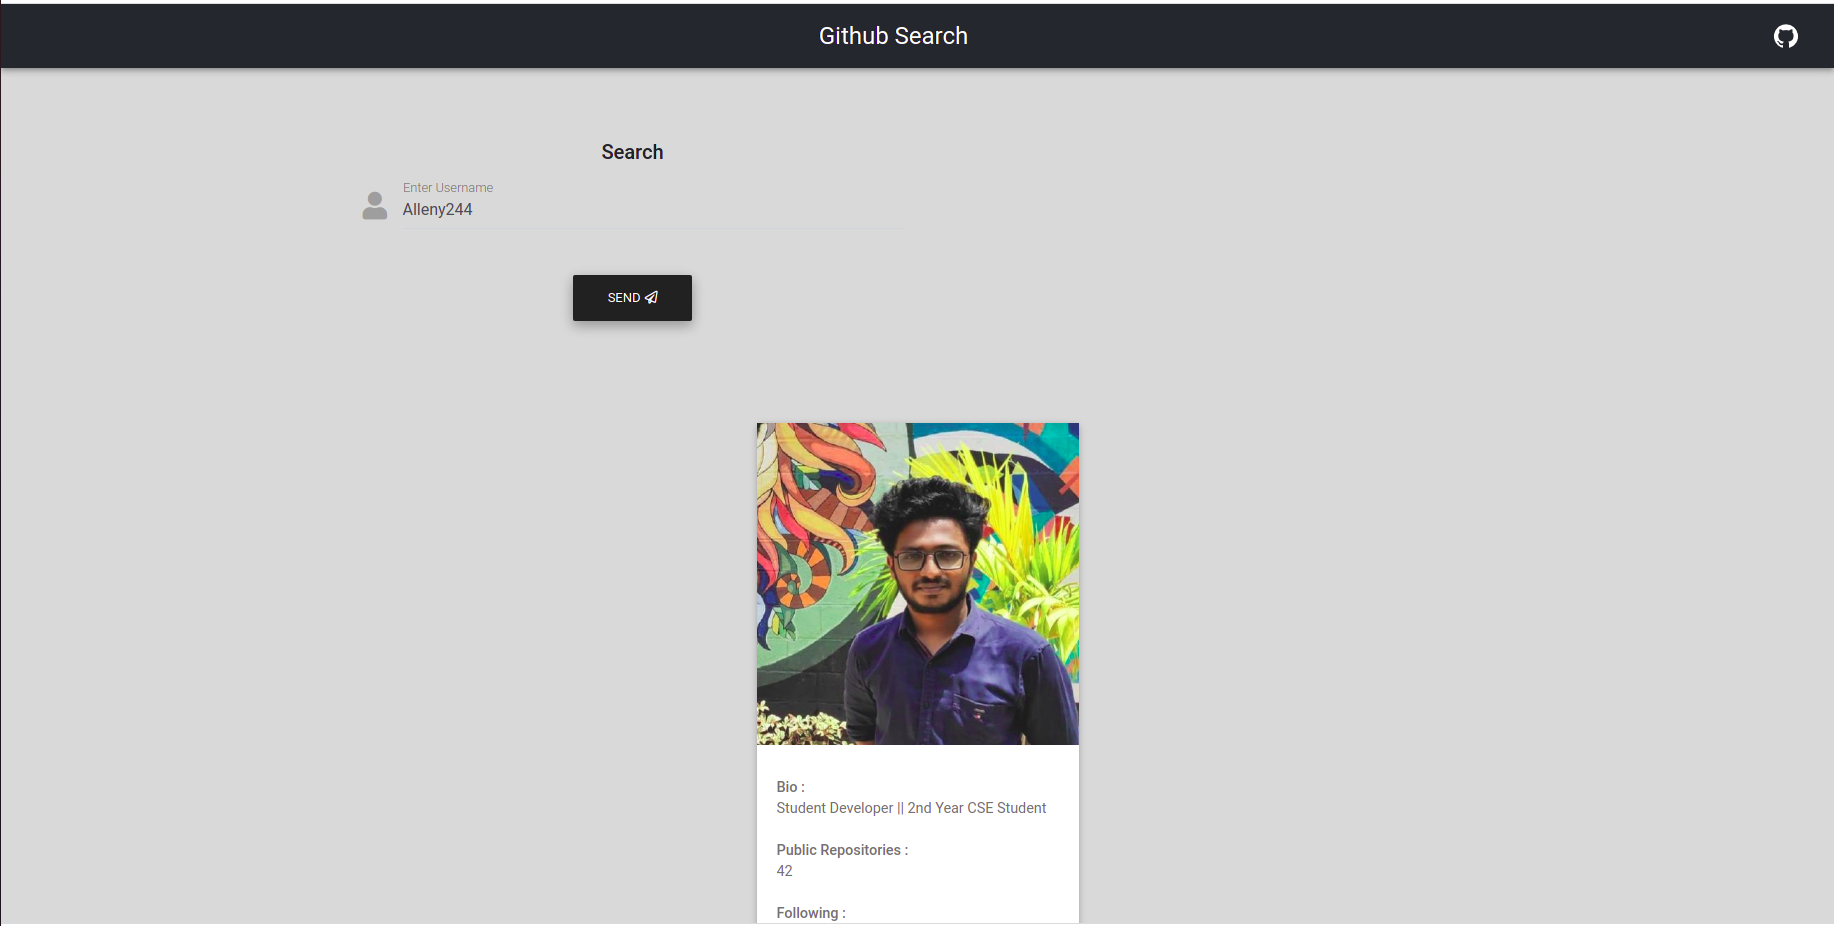 Github Search
Search
Enter Username
Alleny244
SEND
Bio :
Student Developer || 2nd Year CSE Student
Public Repositories :
42
Following :